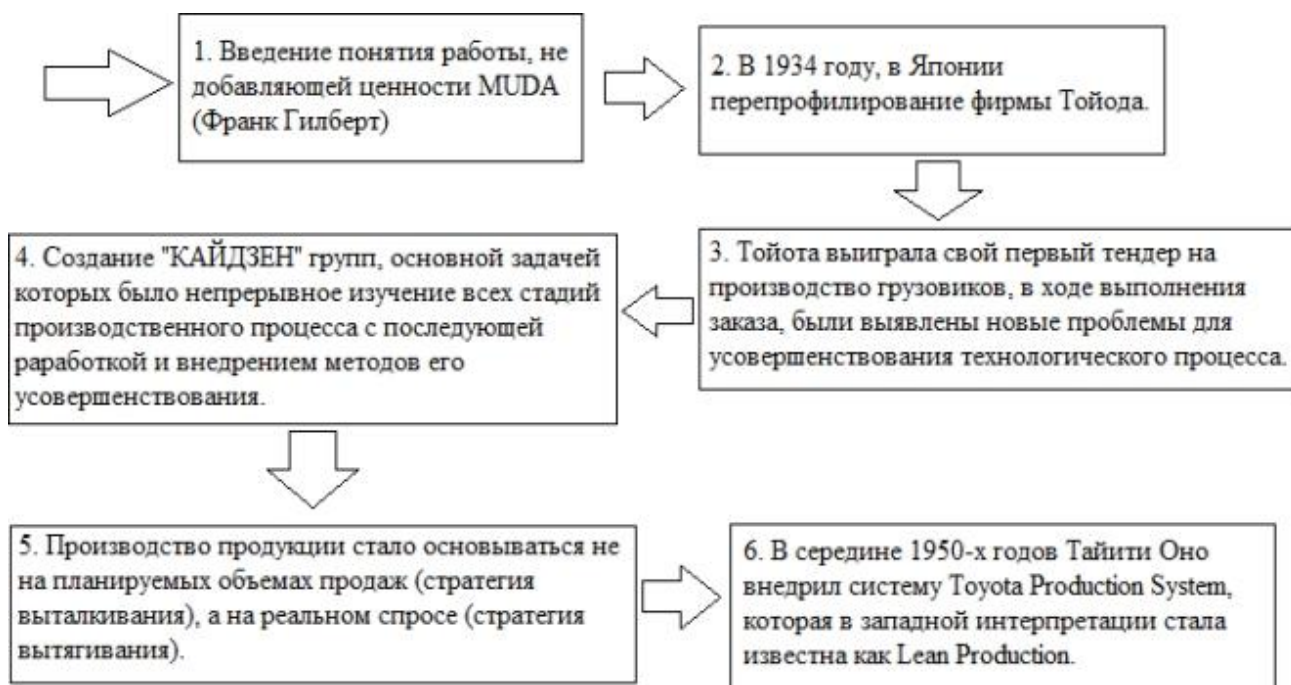 1. Введение понятия работы, не
добавляющей ценности MUDA
(Франк Гилберт)
2. В 1934 году, в Японии
перепрофилирование фирмы Тойода.
3. Тойота выиграла свой первый тендер на
производство грузовиков, в ходе выполнения
заказа, были выявлены новые проблемы для
усовершенствования технологического процесса.
4. Создание "КАЙДЗЕН" групп, основной задачей
которых было непрерывное изучение всех стадий
производственного процесса с последующей
раработкой и внедрением методов его
усовершенствования.
5. Производство продукции стало основываться не
на планируемых объемах продаж (стратегия
выталкивания), а на реальном спросе (стратегия
вытягивания).
6. В середине 1950-х годов Тайити Оно
внедрил систему Toyota Production System,
которая в западной интерпретации стала
известна как Lean Production.